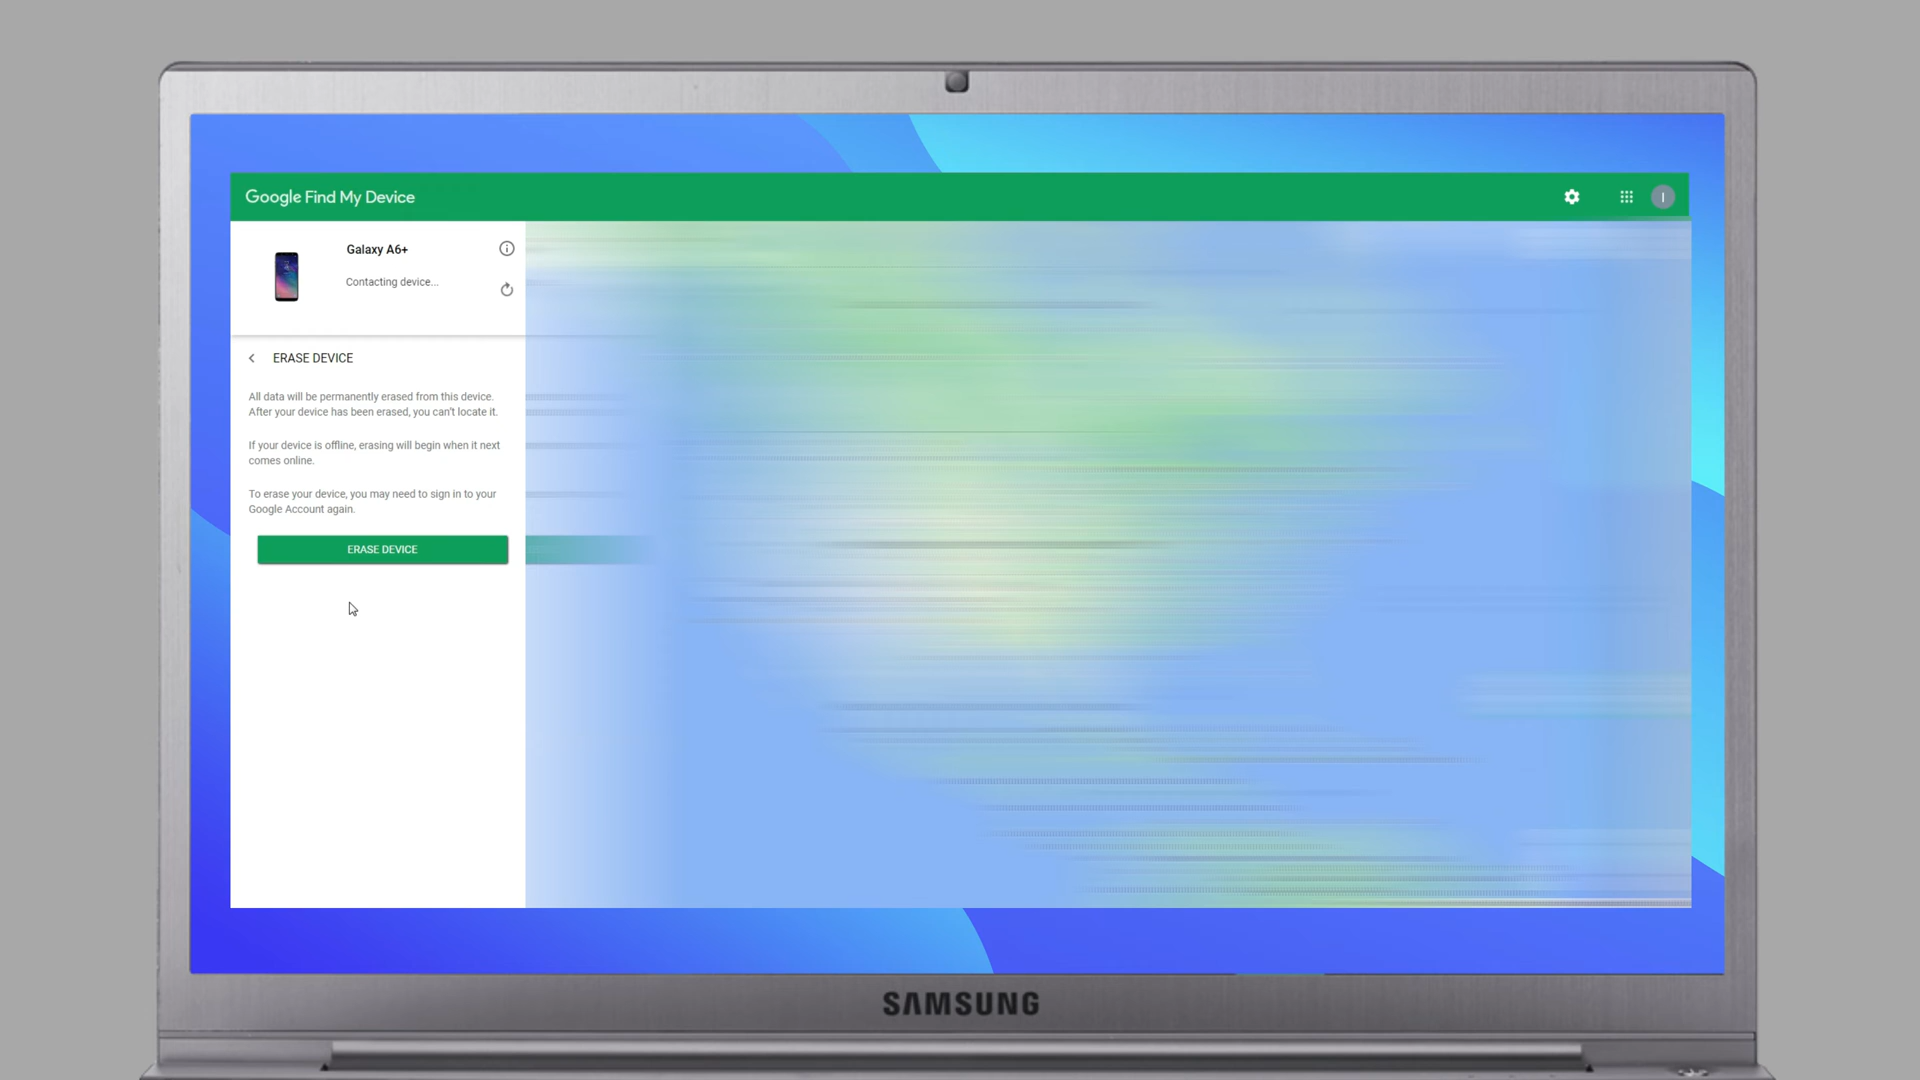 Google Find My Device
I
Galaxy A6+
Contacting device...
ERASE DEVICE
All data will be permanently erased from this device.
After your device has been erased, you can't locate it.
If your device is offline, erasing will begin when it next
comes online.
To erase your device, you may need to sign in to your
Google Account again.
ERASE DEVICE
SAMSUNG